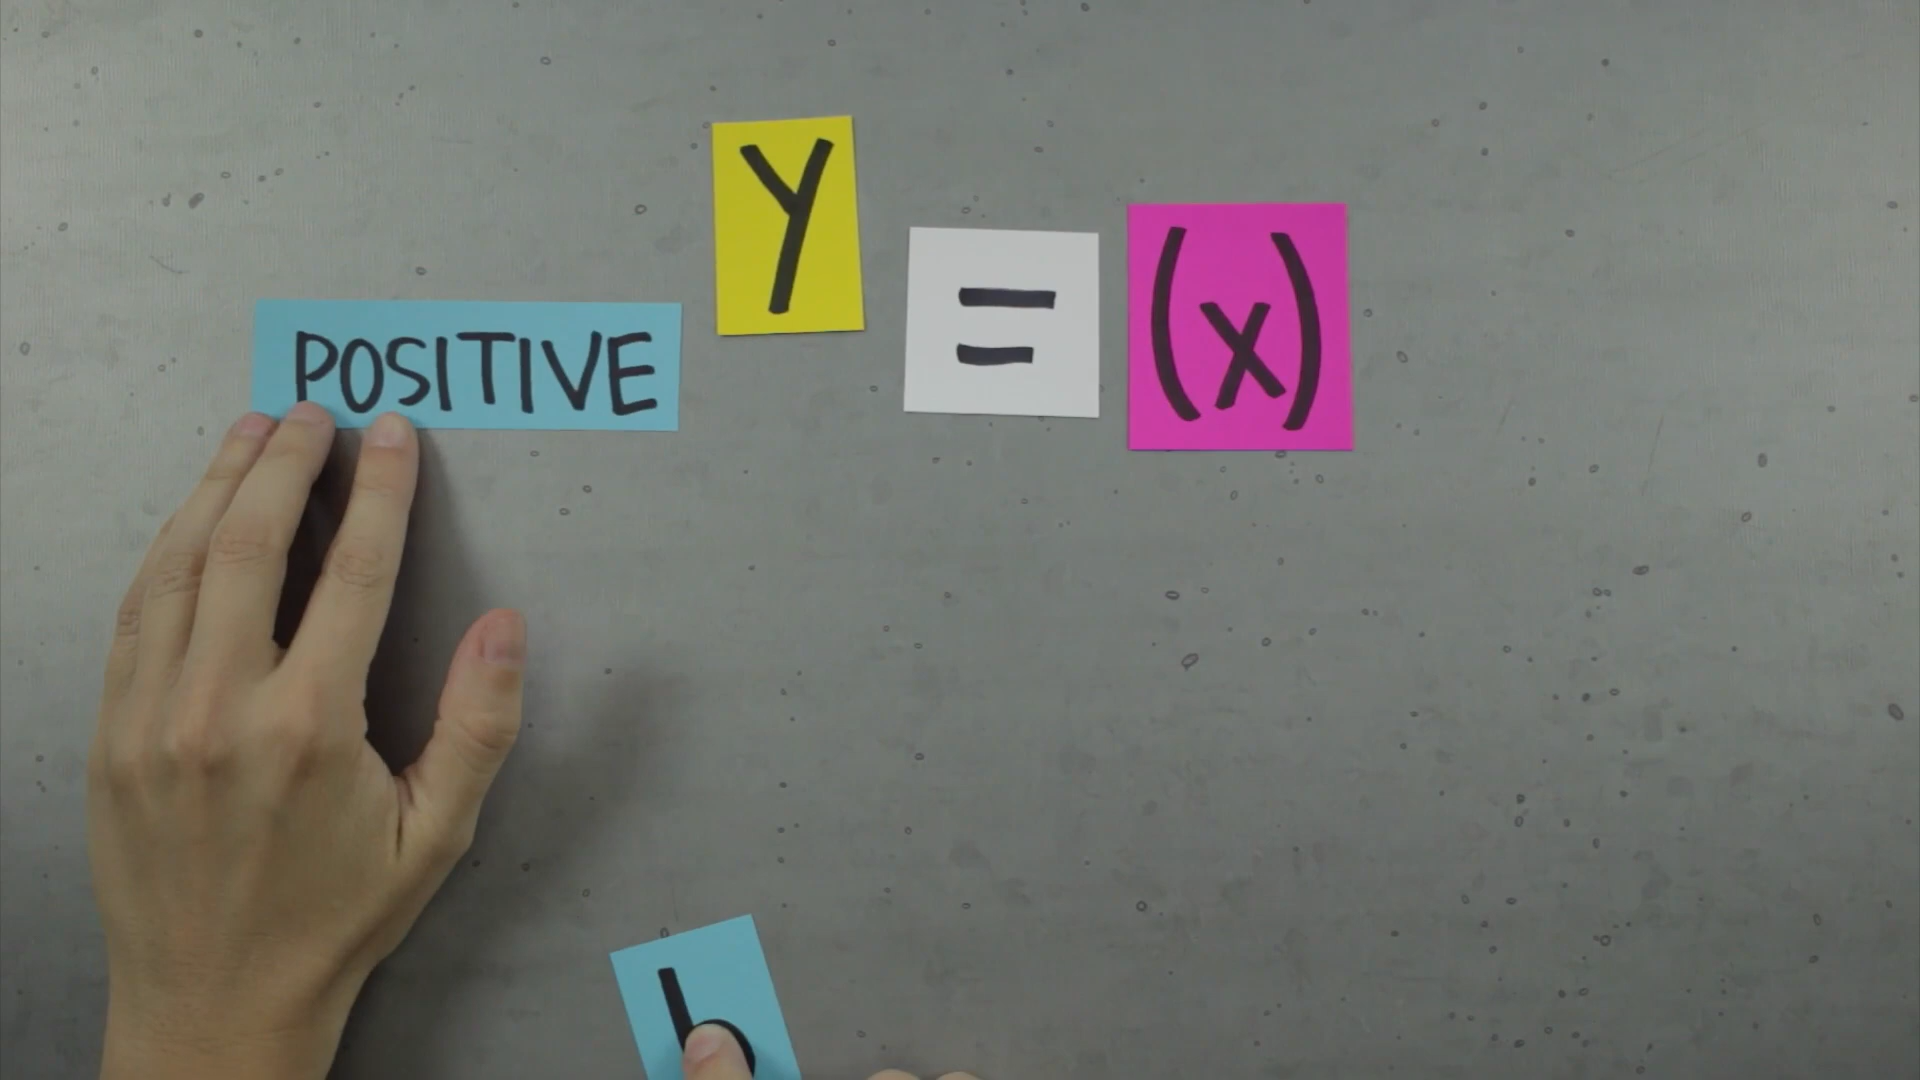 POSITIVE y = (x)
b